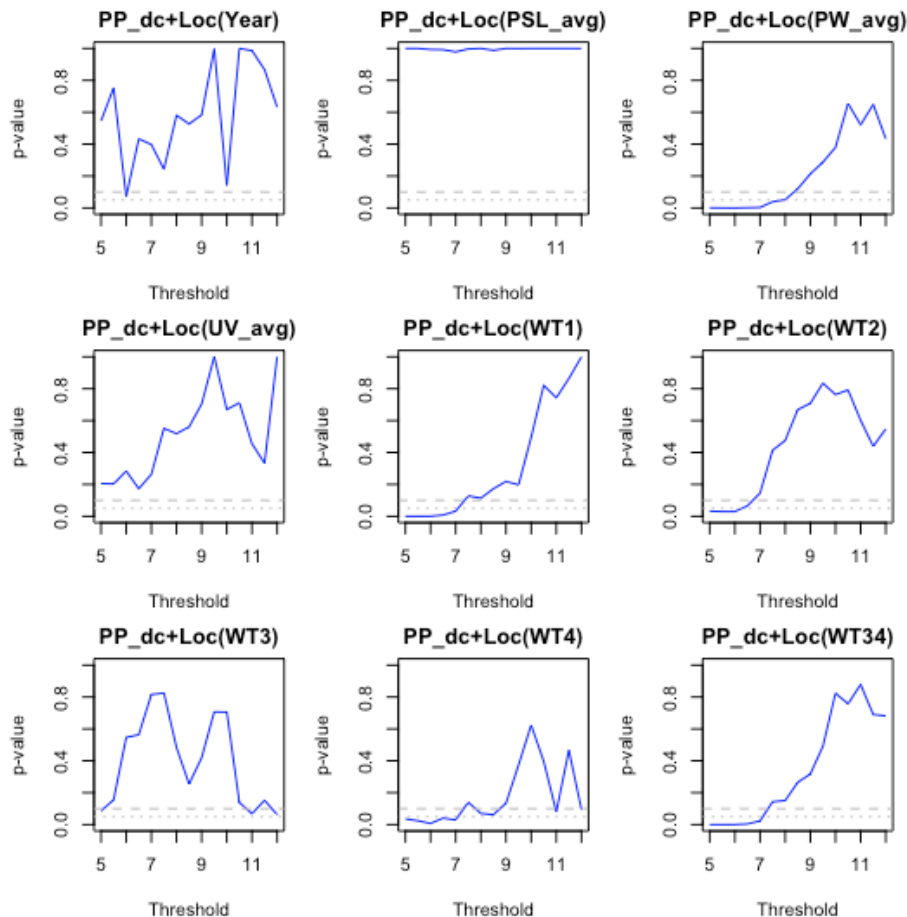 PP_dc+Loc(Year)
p-value
0.0 0.4 0.8
5 7 9 11
Threshold
PP_dc+Loc(PSL_avg)
p-value
0.0 0.4 0.8
5 7 9 11
Threshold
PP_dc+Loc(PW_avg)
p-value
0.0 0.4 0.8
5 7 9 11
Threshold
PP_dc+Loc(UV_avg)
p-value
0.0 0.4 0.8
5 7 9 11
Threshold
PP_dc+Loc(WT1)
p-value
0.0 0.4 0.8
5 7 9 11
Threshold
PP_dc+Loc(WT2)
p-value
0.0 0.4 0.8
5 7 9 11
Threshold
PP_dc+Loc(WT3)
p-value
0.0 0.4 0.8
5 7 9 11
Threshold
PP_dc+Loc(WT4)
p-value
0.0 0.4 0.8
5 7 9 11
Threshold
PP_dc+Loc(WT34)
p-value
0.0 0.4 0.8
5 7 9 11
Threshold